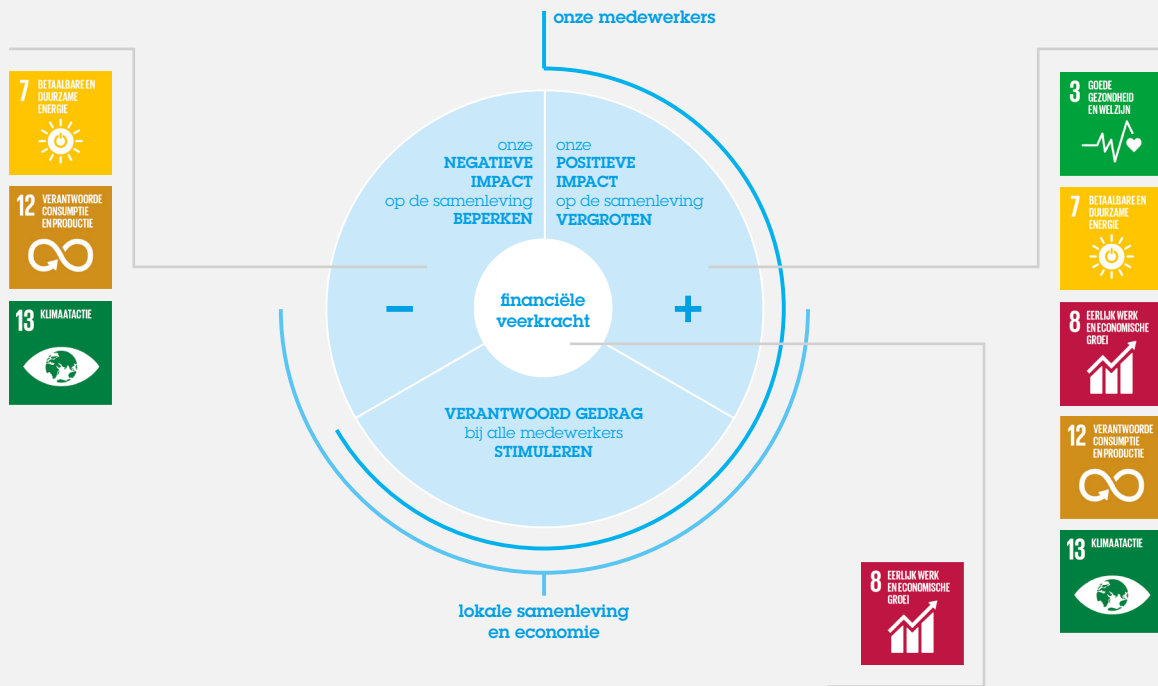 onze medewerkers
7 BETAALBARE EN
DUURZAME
ENERGIE
12 VERANTWOORDE
CONSUMPTIE
EN PRODUCTIE
13 KLIMAATACTIE
onze
NEGATIEVE
IMPACT
op de samenleving
BEPERKEN
onze
POSITIEVE
IMPACT
op de samenleving
VERGROTEN
–
financiële
veerkracht
+
VERANTWOORD GEDRAG
bij alle medewerkers
STIMULEREN
lokale samenleving
en economie
3 GOEDE
GEZONDHEID
EN WELZIJN
7 BETAALBARE EN
DUURZAME
ENERGIE
8 EERLIJK WERK
EN ECONOMISCHE
GROEI
12 VERANTWOORDE
CONSUMPTIE
EN PRODUCTIE
13 KLIMAATACTIE
8 EERLIJK WERK
EN ECONOMISCHE
GROEI